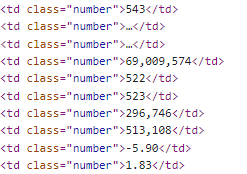 <td class="number">543</td>
<td class="number">…</td>
<td class="number">…</td>
<td class="number">69,009,574</td>
<td class="number">522</td>
<td class="number">523</td>
<td class="number">296,746</td>
<td class="number">513,108</td>
<td class="number">-5.90</td>
<td class="number">1.83</td>